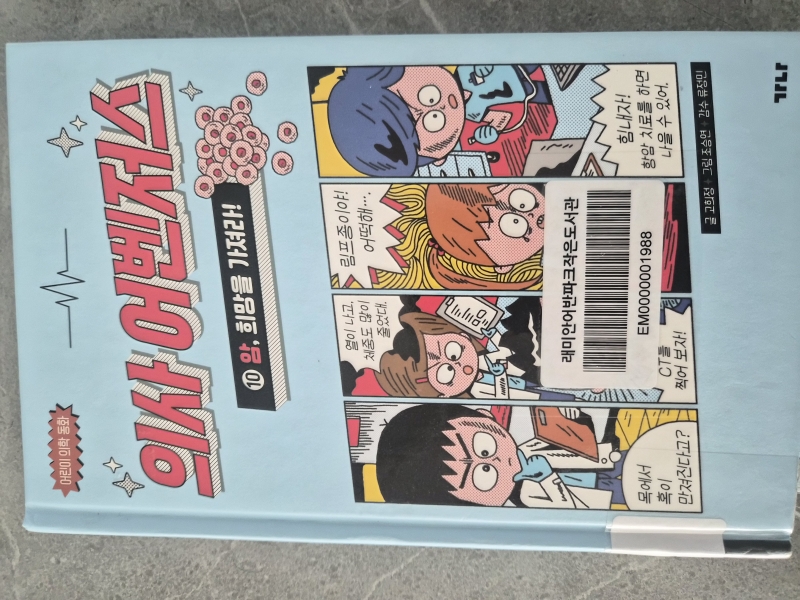 어린이 의학 동화
의사 어벤저스
⑩ 암, 희망을 가져라!
목에서
혹이
만져진다고?
열이 나고,
체중도 많이
줄었대.
CT를
찍어 보자!
림프종이야!
어떡해….
힘내자!
항암 치료를 하면
나을 수 있어.
래미안어반파크작은도서관
EM0000001988
글 고희정 + 그림 조승연 + 감수 류정민
가나